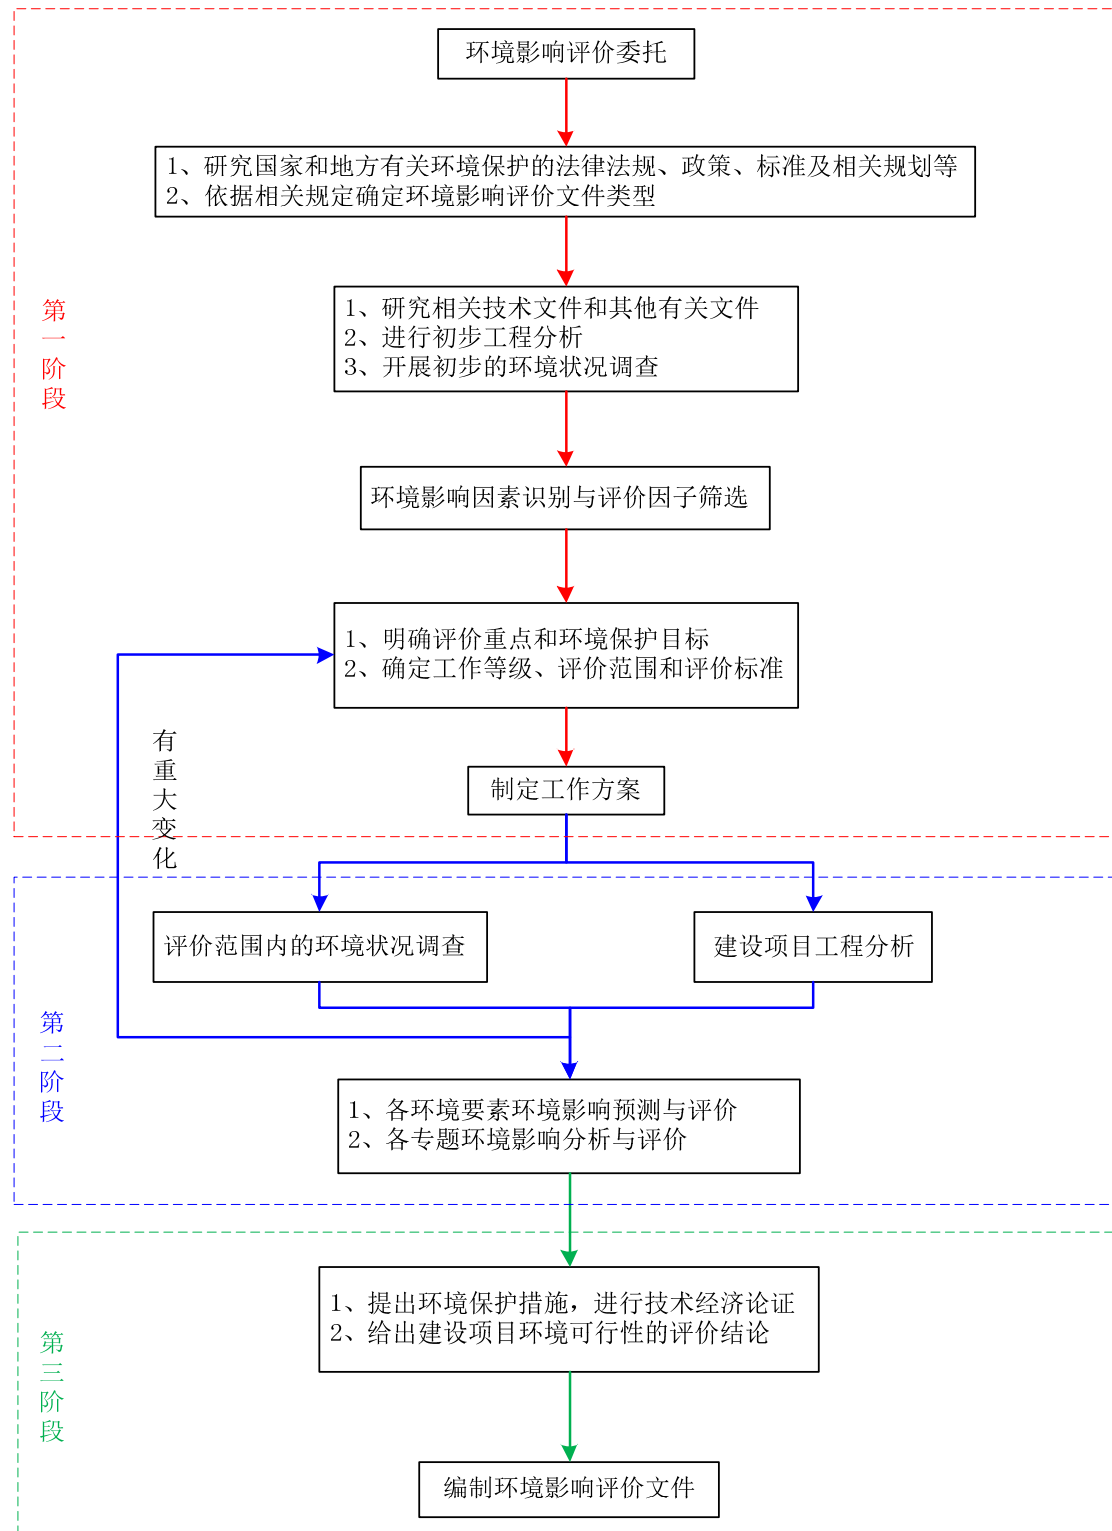 环境影响评价委托
1、研究国家和地方有关环境保护的法律法规、政策、标准及相关规划等
2、依据相关规定确定环境影响评价文件类型
第一阶段
1、研究相关技术文件和其他有关文件
2、进行初步工程分析
3、开展初步的环境状况调查
环境影响因素识别与评价因子筛选
1、明确评价重点和环境保护目标
2、确定工作等级、评价范围和评价标准
有重大变化
制定工作方案
评价范围内的环境状况调查
建设项目工程分析
第二阶段
1、各环境要素环境影响预测与评价
2、各专题环境影响分析与评价
1、提出环境保护措施，进行技术经济论证
2、给出建设项目环境可行性的评价结论
第三阶段
编制环境影响评价文件